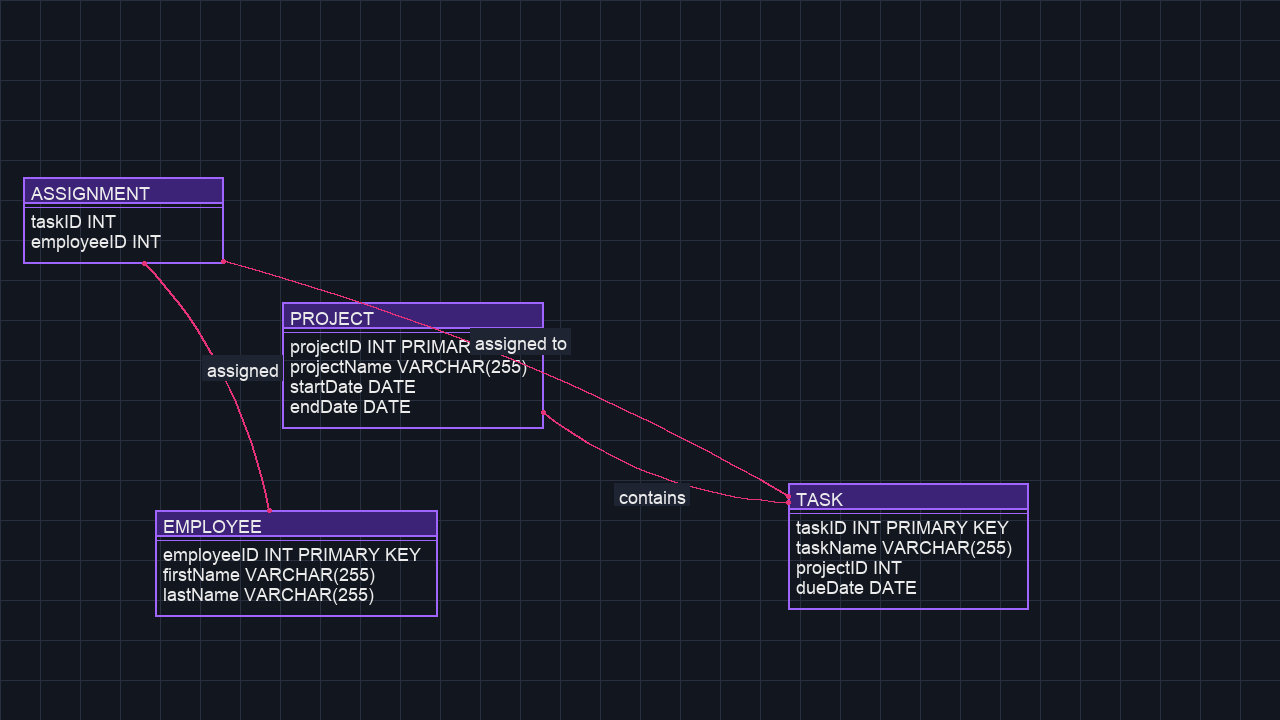 ASSIGNMENT
taskID INT
employeeID INT
PROJECT
projectID INT PRIMAR
projectName VARCHAR(255)
startDate DATE
endDate DATE
assigned to
assigned
contains
TASK
taskID INT PRIMARY KEY
taskName VARCHAR(255)
projectID INT
dueDate DATE
EMPLOYEE
employeeID INT PRIMARY KEY
firstName VARCHAR(255)
lastName VARCHAR(255)